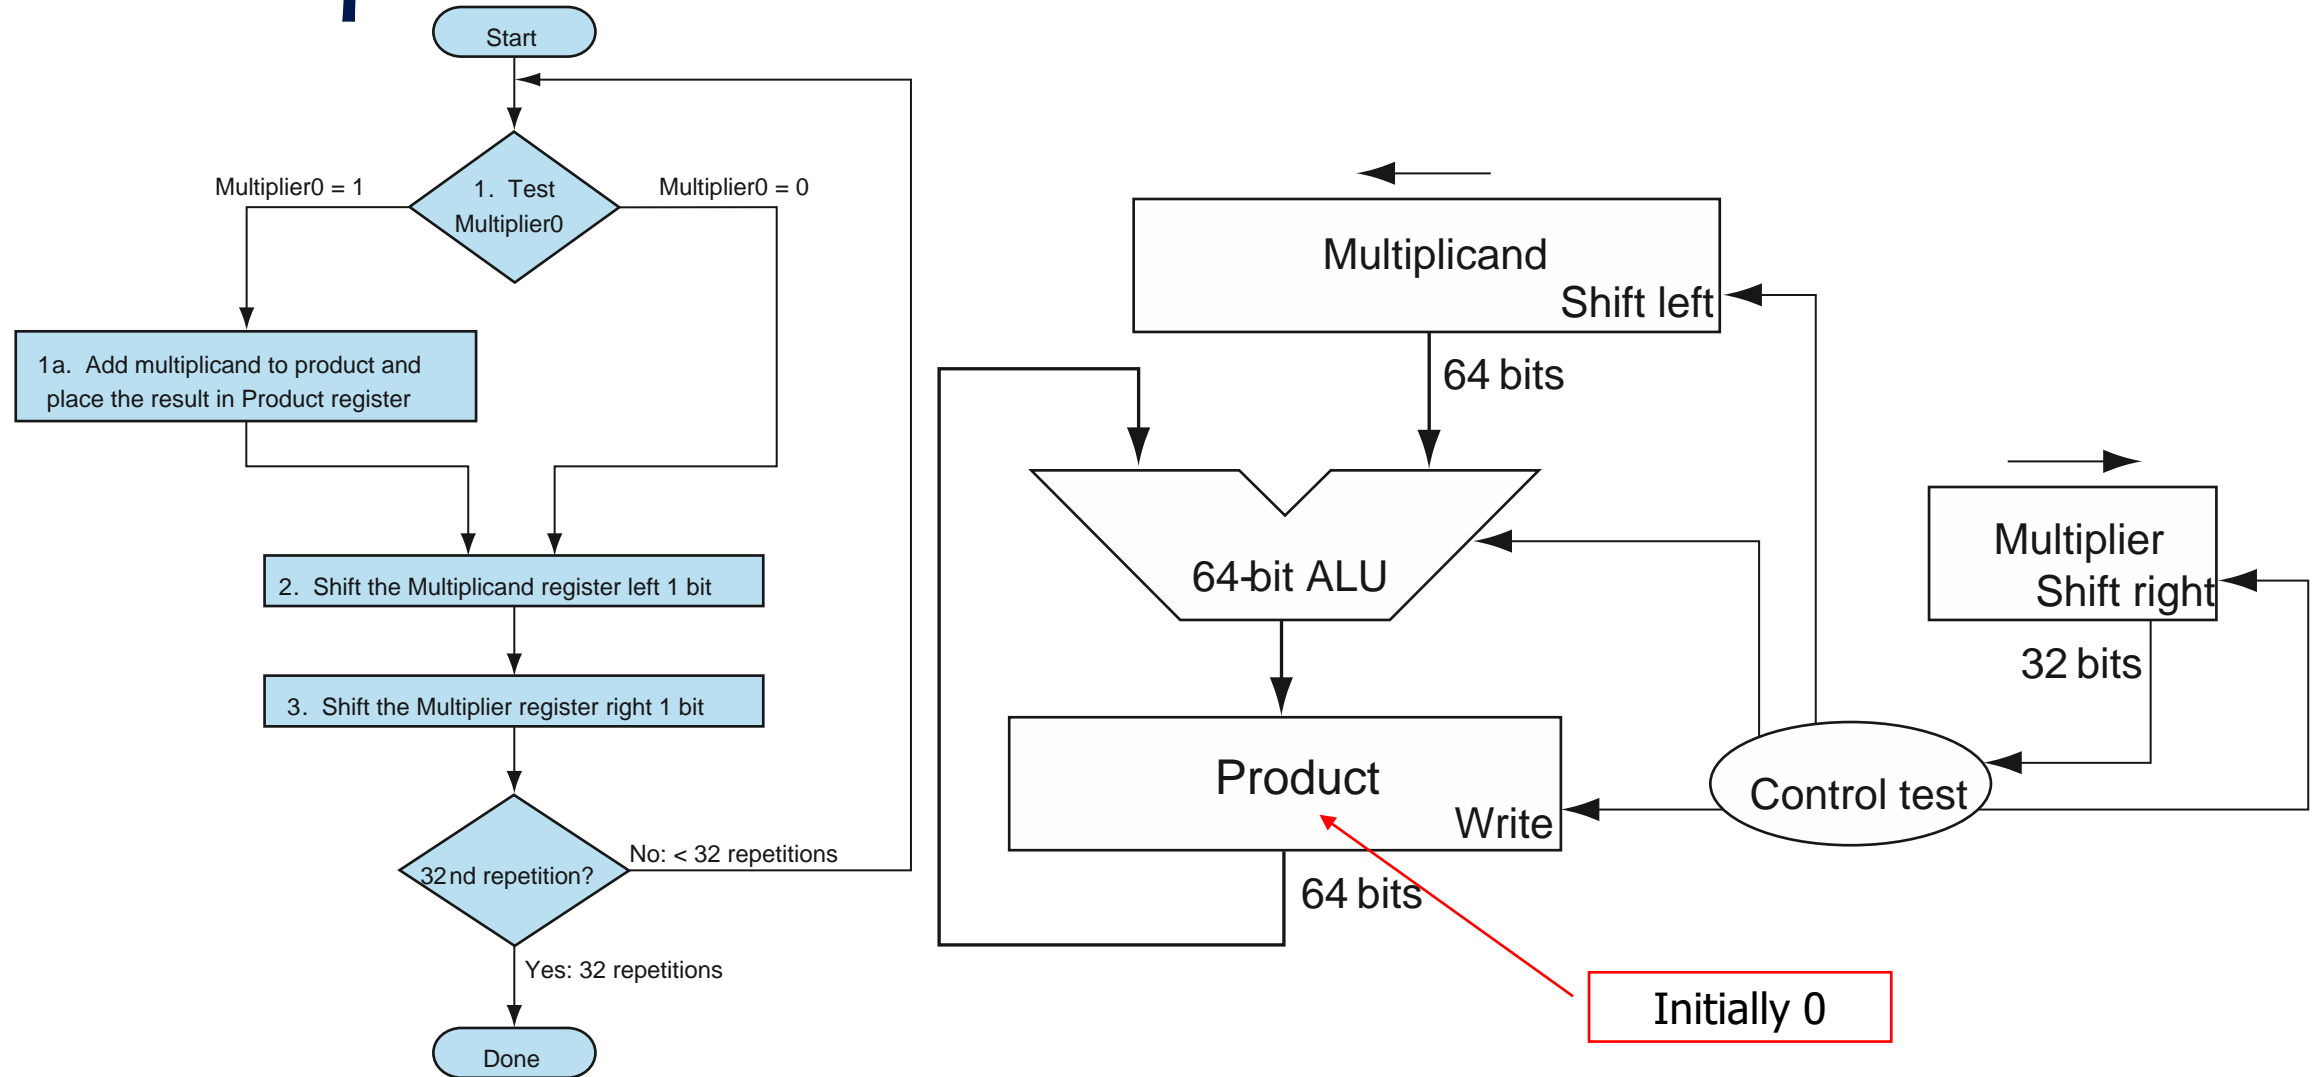 Start
Multiplier0 = 1
1. Test
Multiplier0
Multiplier0 = 0
1a. Add multiplicand to product and
place the result in Product register
2. Shift the Multiplicand register left 1 bit
3. Shift the Multiplier register right 1 bit
32nd repetition?
No: < 32 repetitions
Yes: 32 repetitions
Done
Multiplicand
Shift left
64 bits
64-bit ALU
Multiplier
Shift right
32 bits
Product
Write
Control test
64 bits
Initially 0